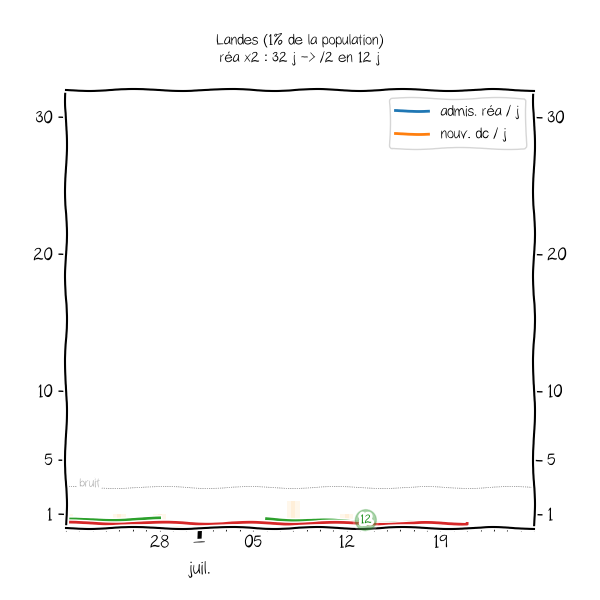 Landes (1% de la population)
réa x2 : 32 j -> /2 en 12 j
admis. réa / j
nouv. dc / j
30
30
20
20
10
10
5
5
bruit
1
1
12
28
05
12
19
juil.